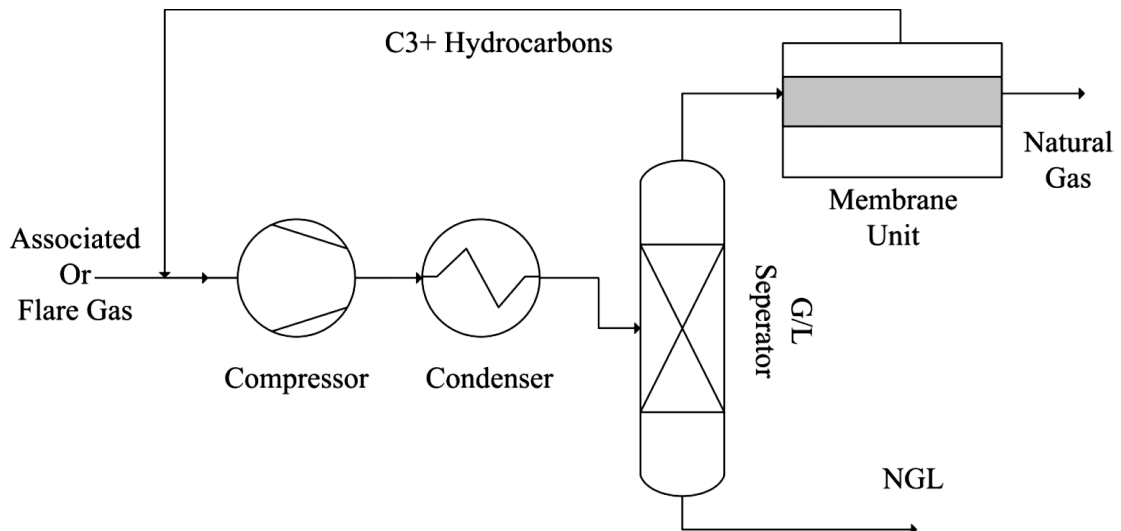 C3+ Hydrocarbons
Natural
Gas
Membrane
Unit
Associated
Or
Flare Gas
Compressor
Condenser
G/L
Seperator
NGL